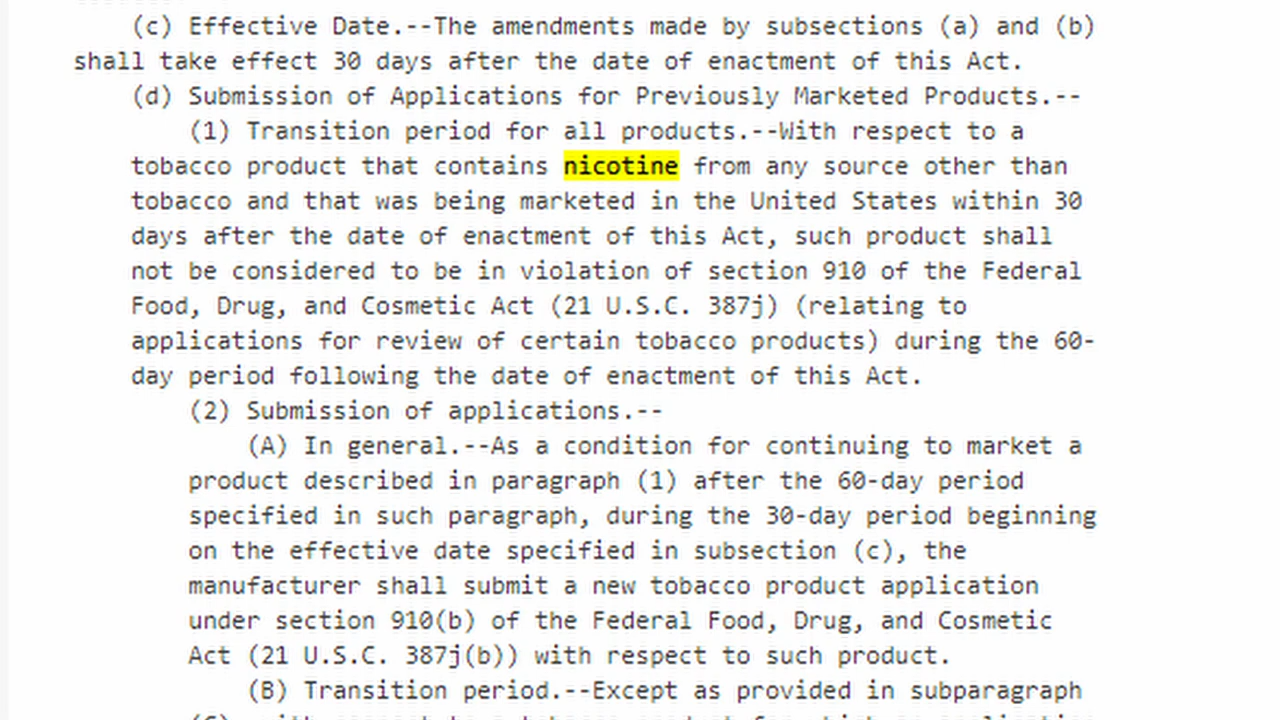 (c) Effective Date.--The amendments made by subsections (a) and (b)
shall take effect 30 days after the date of enactment of this Act.
(d) Submission of Applications for Previously Marketed Products.--
(1) Transition period for all products.--With respect to a
tobacco product that contains nicotine from any source other than
tobacco and that was being marketed in the United States within 30
days after the date of enactment of this Act, such product shall
not be considered to be in violation of section 910 of the Federal
Food, Drug, and Cosmetic Act (21 U.S.C. 387j) (relating to
applications for review of certain tobacco products) during the 60-
day period following the date of enactment of this Act.
(2) Submission of applications.--
(A) In general.--As a condition for continuing to market a
product described in paragraph (1) after the 60-day period
specified in such paragraph, during the 30-day period beginning
on the effective date specified in subsection (c), the
manufacturer shall submit a new tobacco product application
under section 910(b) of the Federal Food, Drug, and Cosmetic
Act (21 U.S.C. 387j(b)) with respect to such product.
(B) Transition period.--Except as provided in subparagraph